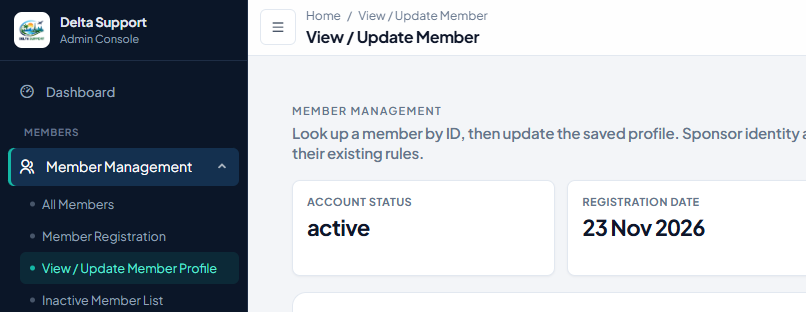 Delta Support
Admin Console
Dashboard
MEMBERS
Member Management
All Members
Member Registration
View / Update Member Profile
Inactive Member List
Home / View / Update Member
View / Update Member
MEMBER MANAGEMENT
Look up a member by ID, then update the saved profile. Sponsor identity a
their existing rules.
ACCOUNT STATUS
active
REGISTRATION DATE
23 Nov 2026